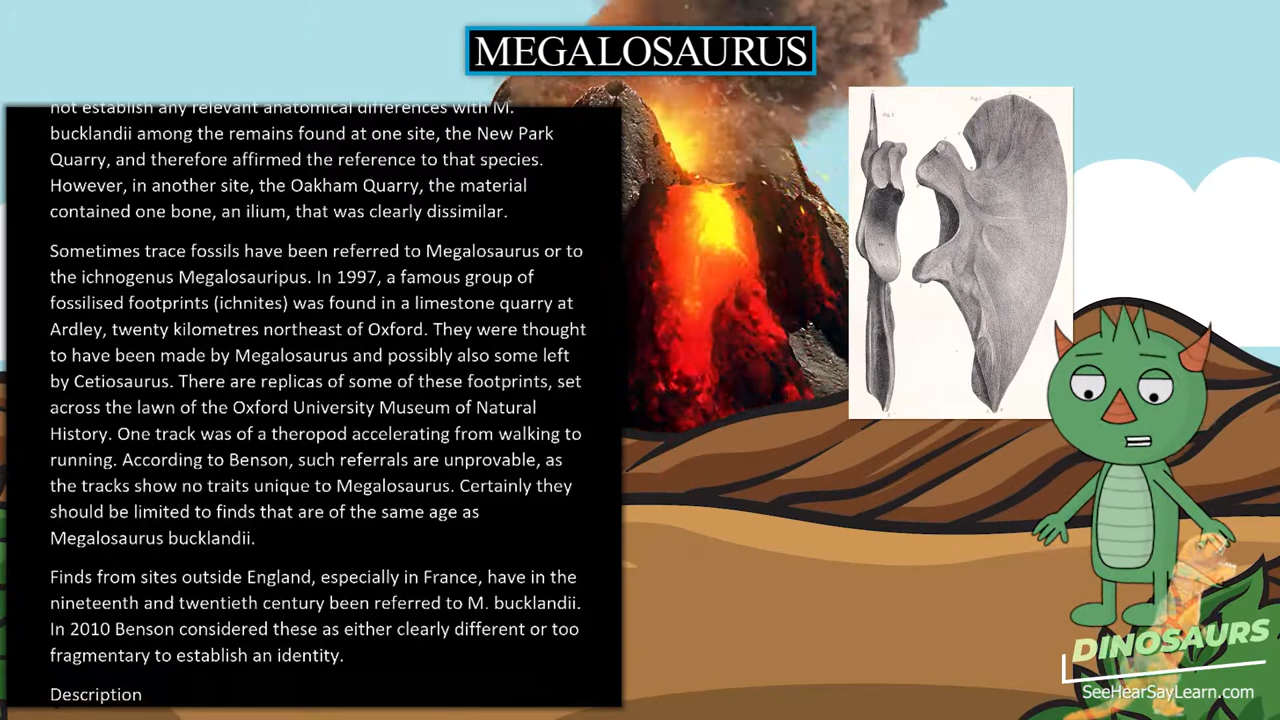 MEGALOSAURUS
not establish any relevant anatomical differences with M.
bucklandii among the remains found at one site, the New Park
Quarry, and therefore affirmed the reference to that species.
However, in another site, the Oakham Quarry, the material
contained one bone, an ilium, that was clearly dissimilar.
Sometimes trace fossils have been referred to Megalosaurus or to
the ichnogenus Megalosauripus. In 1997, a famous group of
fossilised footprints (ichnites) was found in a limestone quarry at
Ardley, twenty kilometres northeast of Oxford. They were thought
to have been made by Megalosaurus and possibly also some left
by Cetiosaurus. There are replicas of some of these footprints, set
across the lawn of the Oxford University Museum of Natural
History. One track was of a theropod accelerating from walking to
running. According to Benson, such referrals are unprovable, as
the tracks show no traits unique to Megalosaurus. Certainly they
should be limited to finds that are of the same age as
Megalosaurus bucklandii.
Finds from sites outside England, especially in France, have in the
nineteenth and twentieth century been referred to M. bucklandii.
In 2010 Benson considered these as either clearly different or too
fragmentary to establish an identity.
Description
DINOSAURS
SeeHearSayLearn.com